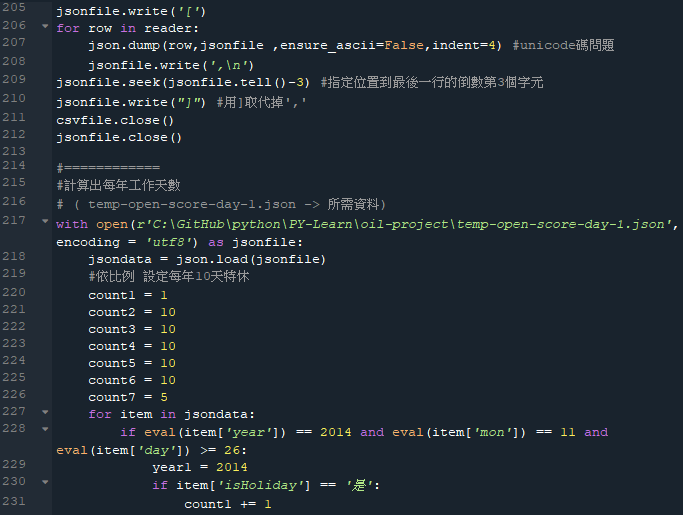 205 jsonfile.write('[')
206 for row in reader:
207     json.dump(row,jsonfile ,ensure_ascii=False,indent=4) #unicode碼問題
208     jsonfile.write(',\n')
209 jsonfile.seek(jsonfile.tell()-3) #指定位置到最後一行的倒數第3個字元
210 jsonfile.write("]") #用]取代掉','
211 csvfile.close()
212 jsonfile.close()
213
214 #============
215 #計算出每年工作天數
216 # ( temp-open-score-day-1.json -> 所需資料)
217 with open(r'C:\GitHub\python\PY-Learn\oil-project\temp-open-score-day-1.json',
encoding = 'utf8') as jsonfile:
218     jsondata = json.load(jsonfile)
219     #依比例 設定每年10天特休
220     count1 = 1
221     count2 = 10
222     count3 = 10
223     count4 = 10
224     count5 = 10
225     count6 = 10
226     count7 = 5
227     for item in jsondata:
228         if eval(item['year']) == 2014 and eval(item['mon']) == 11 and
eval(item['day']) >= 26:
229             year1 = 2014
230             if item['isHoliday'] == '是':
231                 count1 += 1